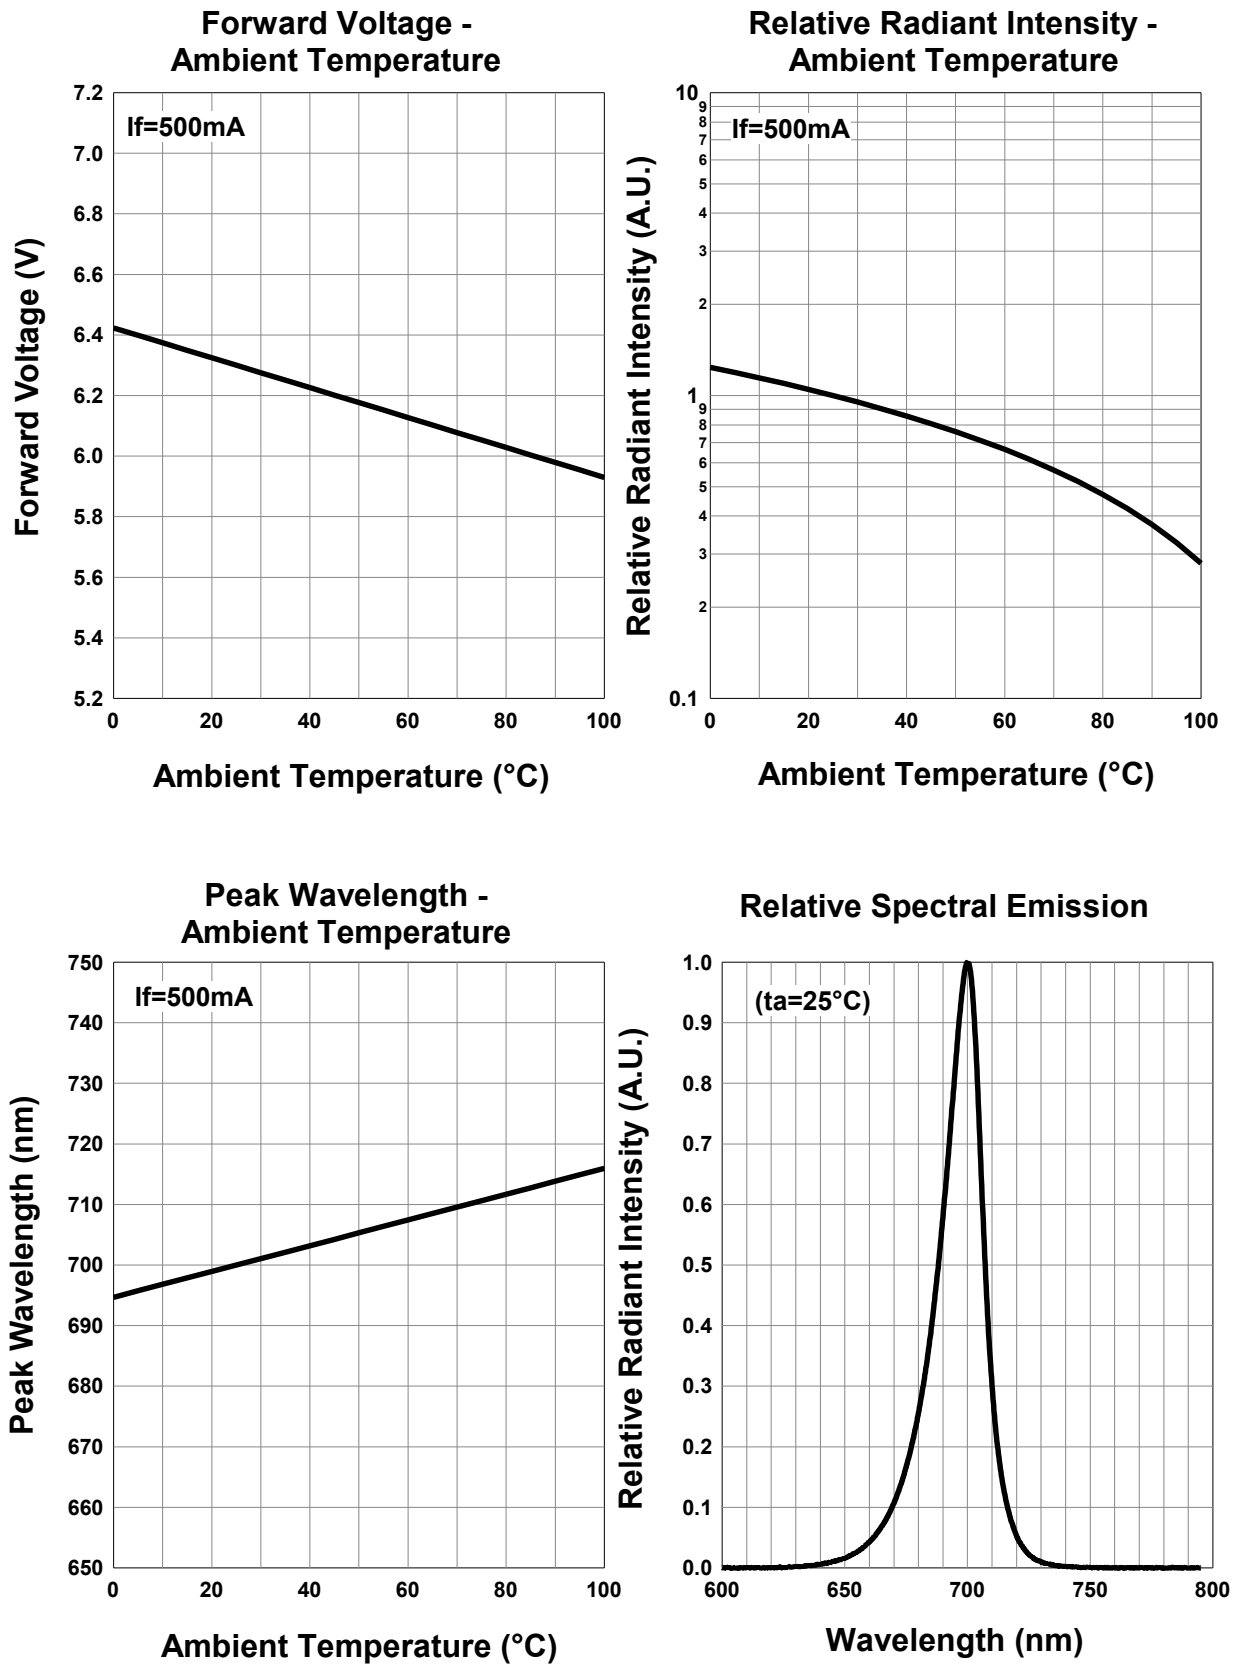 Forward Voltage -
Ambient Temperature
If=500mA
Forward Voltage (V)
7.2
7.0
6.8
6.6
6.4
6.2
6.0
5.8
5.6
5.4
5.2
0 20 40 60 80 100
Ambient Temperature (°C)
Relative Radiant Intensity -
Ambient Temperature
If=500mA
Relative Radiant Intensity (A.U.)
10
9
8
7
6
5
4
3
2
1
9
8
7
6
5
4
3
2
0.1
0 20 40 60 80 100
Ambient Temperature (°C)
Peak Wavelength -
Ambient Temperature
If=500mA
Peak Wavelength (nm)
750
740
730
720
710
700
690
680
670
660
650
0 20 40 60 80 100
Ambient Temperature (°C)
Relative Spectral Emission
(ta=25°C)
Relative Radiant Intensity (A.U.)
1.0
0.9
0.8
0.7
0.6
0.5
0.4
0.3
0.2
0.1
0.0
600 650 700 750 800
Wavelength (nm)